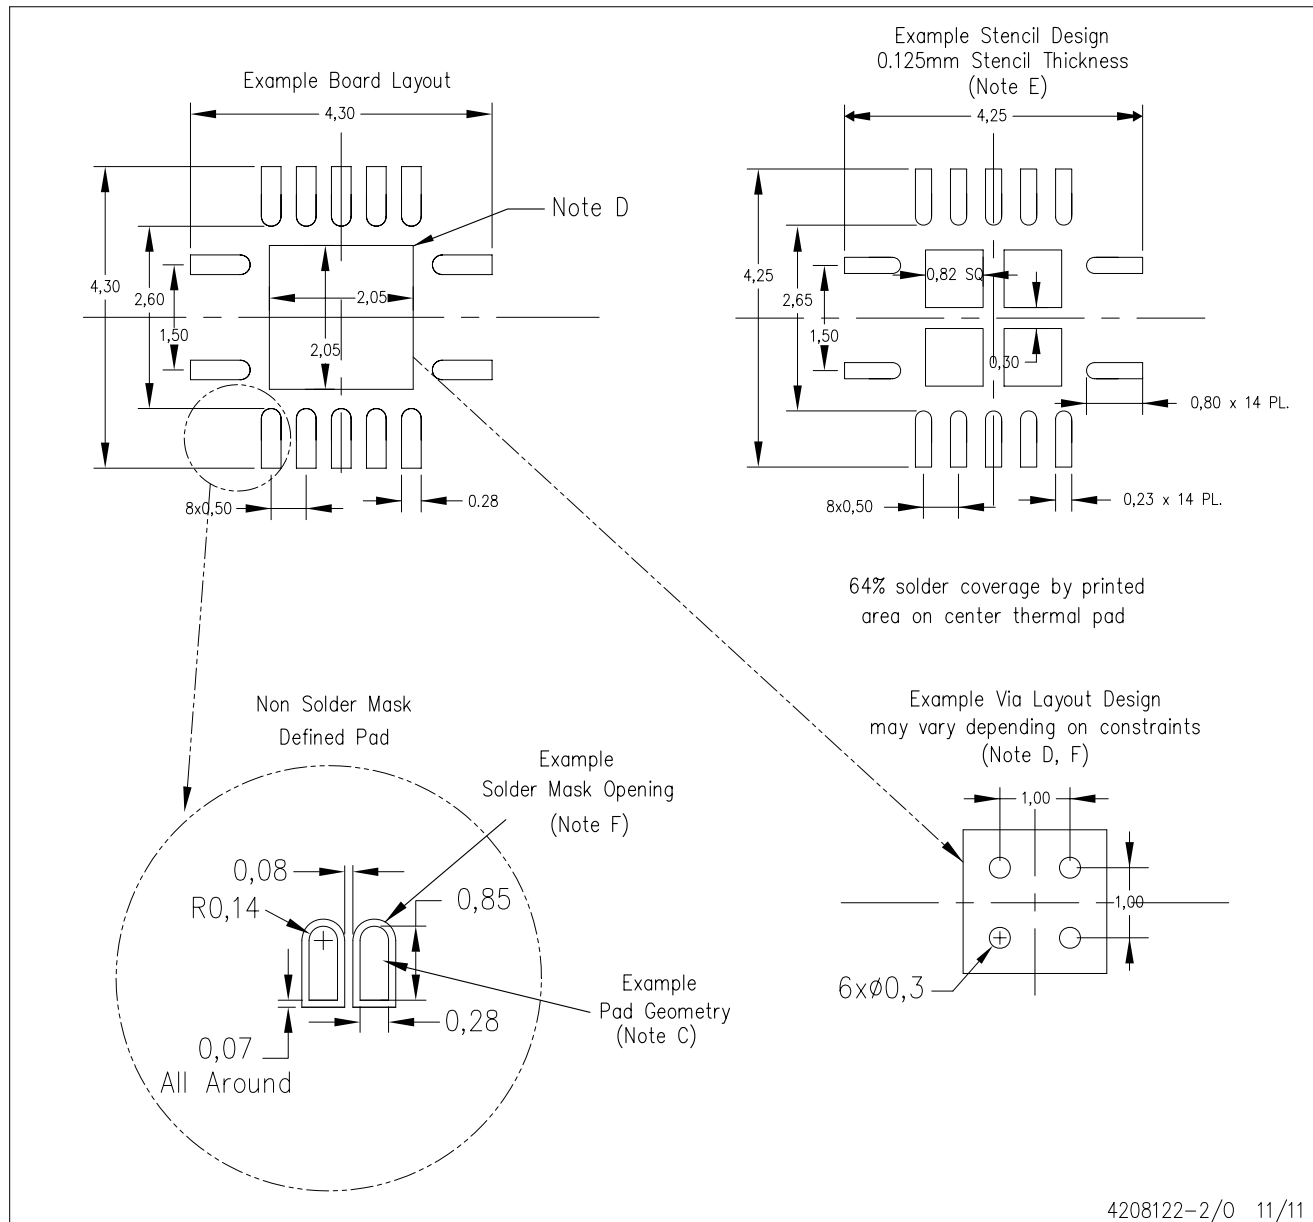 Example Board Layout
4,30
4,30
2,60
1,50
2,05
2,05
Note D
8x0,50
0.28
Example Stencil Design
0.125mm Stencil Thickness
(Note E)
4,25
4,25
2,65
1,50
0,82 SQ
0,30
0,80 x 14 PL.
8x0,50
0,23 x 14 PL.
64% solder coverage by printed
area on center thermal pad
Non Solder Mask
Defined Pad
Example
Solder Mask Opening
(Note F)
0,08
R0,14
0,85
0,28
0,07
All Around
Example
Pad Geometry
(Note C)
Example Via Layout Design
may vary depending on constraints
(Note D, F)
1,00
1,00
6xø0,3
4208122-2/O 11/11